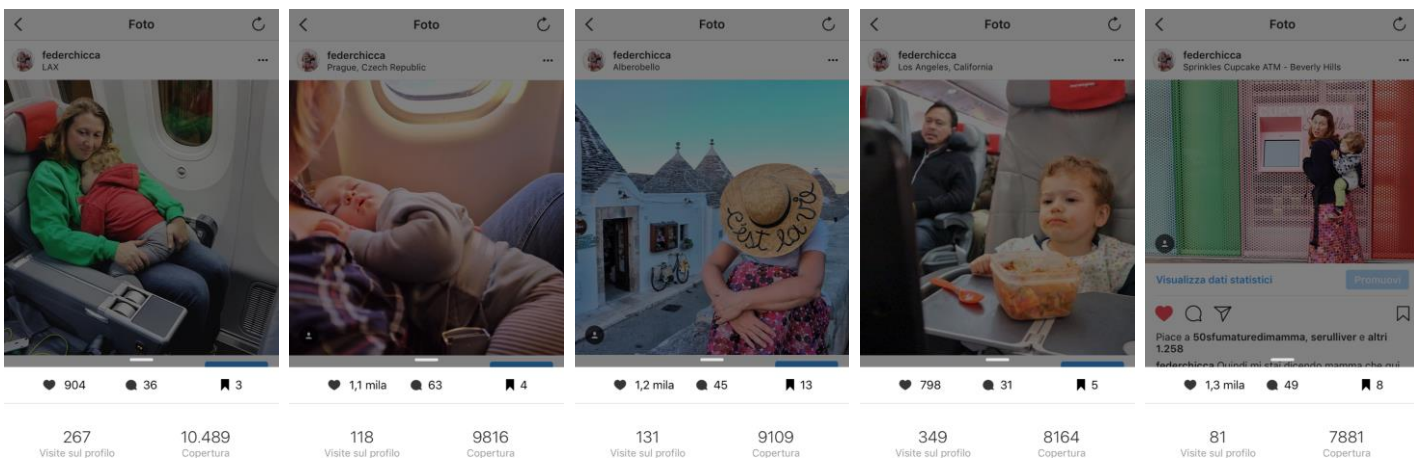 Foto
federchicca
LAX
904 36 3
267 10.489
Visite sul profilo Copertura
Foto
federchicca
Prague, Czech Republic
1,1 mila 63 4
118 9816
Visite sul profilo Copertura
Foto
federchicca
Alberobello
C'est la vie
1,2 mila 45 13
131 9109
Visite sul profilo Copertura
Foto
federchicca
Los Angeles, California
798 31 5
349 8164
Visite sul profilo Copertura
Foto
federchicca
Sprinkles Cupcake ATM - Beverly Hills
Visualizza dati statistici Promuovi
Piace a 50sfumaturedimamma, serulliver e altri
1.258
federchicca Quindi mi stai dicendo mamma che qui
1,3 mila 49 8
81 7881
Visite sul profilo Copertura